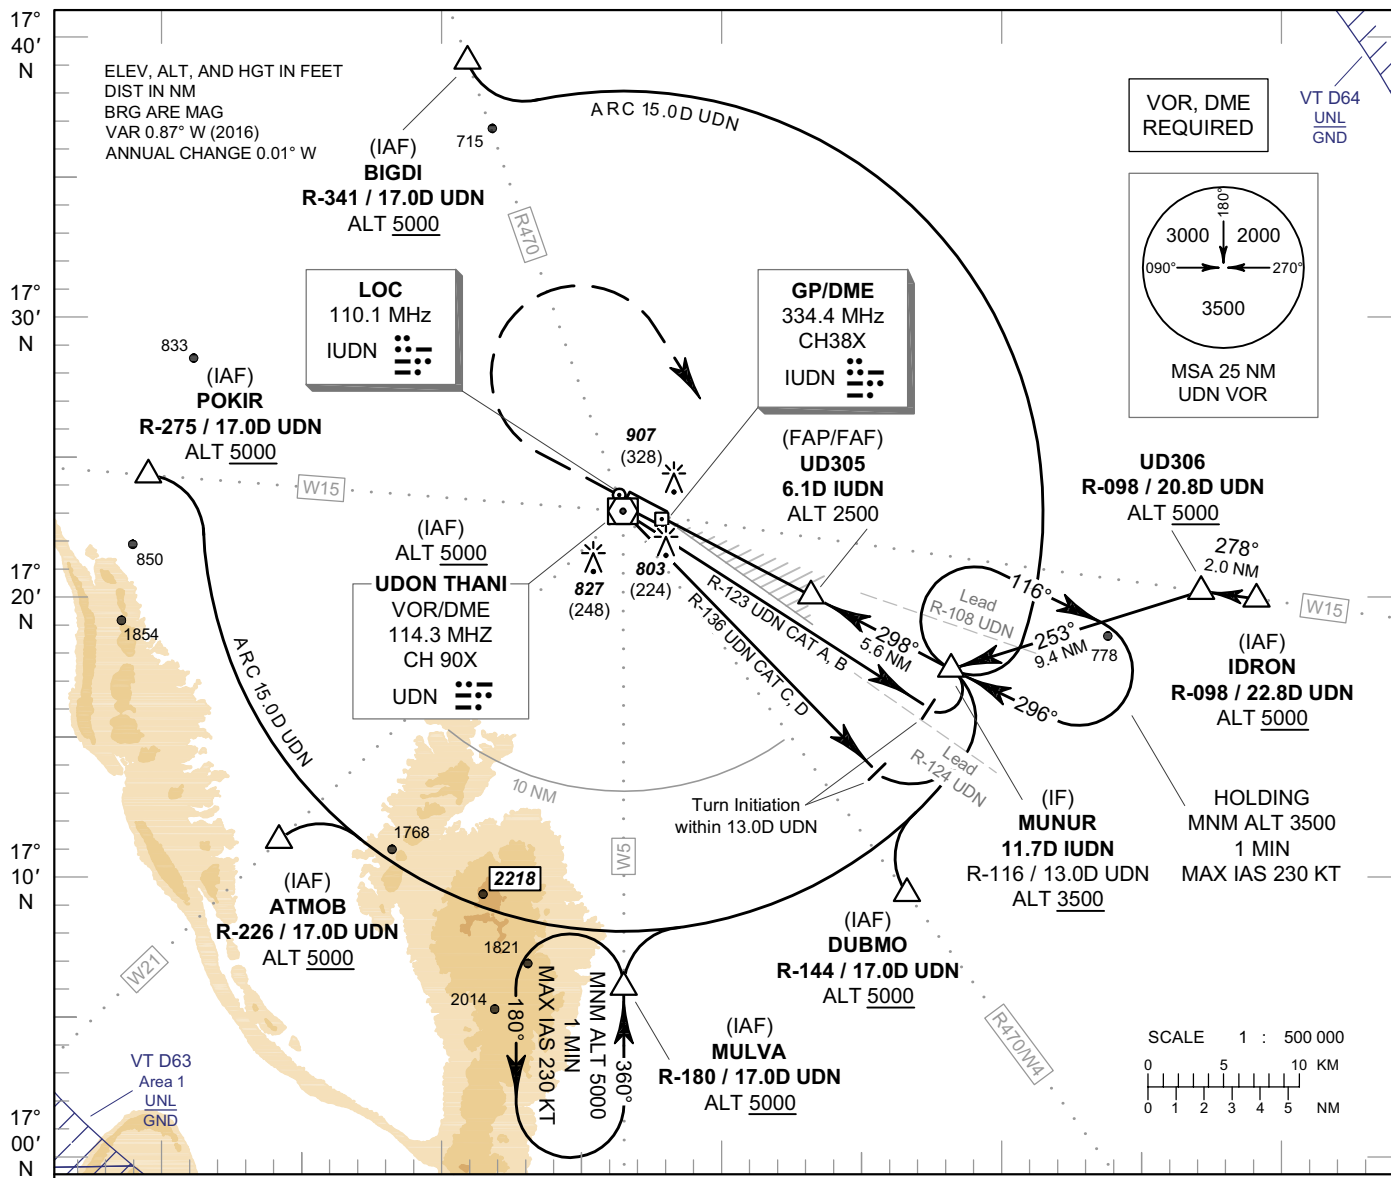 17°
40′
N
ELEV, ALT, AND HGT IN FEET
DIST IN NM
BRG ARE MAG
VAR 0.87° W (2016)
ANNUAL CHANGE 0.01° W
(IAF)
BIGDI
R-341 / 17.0D UDN
ALT 5000
715
R470
ARC 15.0D UDN
VOR, DME
REQUIRED
VT D64
UNL
GND
180°
3000
2000
090°
270°
3500
MSA 25 NM
UDN VOR
17°
30′
N
LOC
110.1 MHz
IUDN
GP/DME
334.4 MHz
CH38X
IUDN
833
(IAF)
POKIR
R-275 / 17.0D UDN
ALT 5000
W15
907
(328)
(FAP/FAF)
UD305
6.1D IUDN
ALT 2500
UD306
R-098 / 20.8D UDN
ALT 5000
278°
2.0 NM
W15
(IAF)
IDRON
R-098 / 22.8D UDN
ALT 5000
850
17°
20′
N
1854
(IAF)
ALT 5000
UDON THANI
VOR/DME
114.3 MHZ
CH 90X
UDN
827
(248)
803
(224)
R-123 UDN CAT A, B
R-136 UDN CAT C, D
116°
Lead
R-108 UDN
253°
9.4 NM
778
298°
5.6 NM
296°
ARC 15.0D UDN
10 NM
Lead
R-124 UDN
Turn Initiation
within 13.0D UDN
(IF)
MUNUR
11.7D IUDN
R-116 / 13.0D UDN
ALT 3500
HOLDING
MNM ALT 3500
1 MIN
MAX IAS 230 KT
17°
10′
N
1768
W5
2218
(IAF)
ATMOB
R-226 / 17.0D UDN
ALT 5000
W21
1821
2014
180°
MAX IAS 230 KT
1 MIN
MNM ALT 5000
360°
(IAF)
DUBMO
R-144 / 17.0D UDN
ALT 5000
(IAF)
MULVA
R-180 / 17.0D UDN
ALT 5000
R470/W4
SCALE 1 : 500 000
0 5 10 KM
0 1 2 3 4 5 NM
VT D63
Area 1
UNL
GND
17°
00′
N